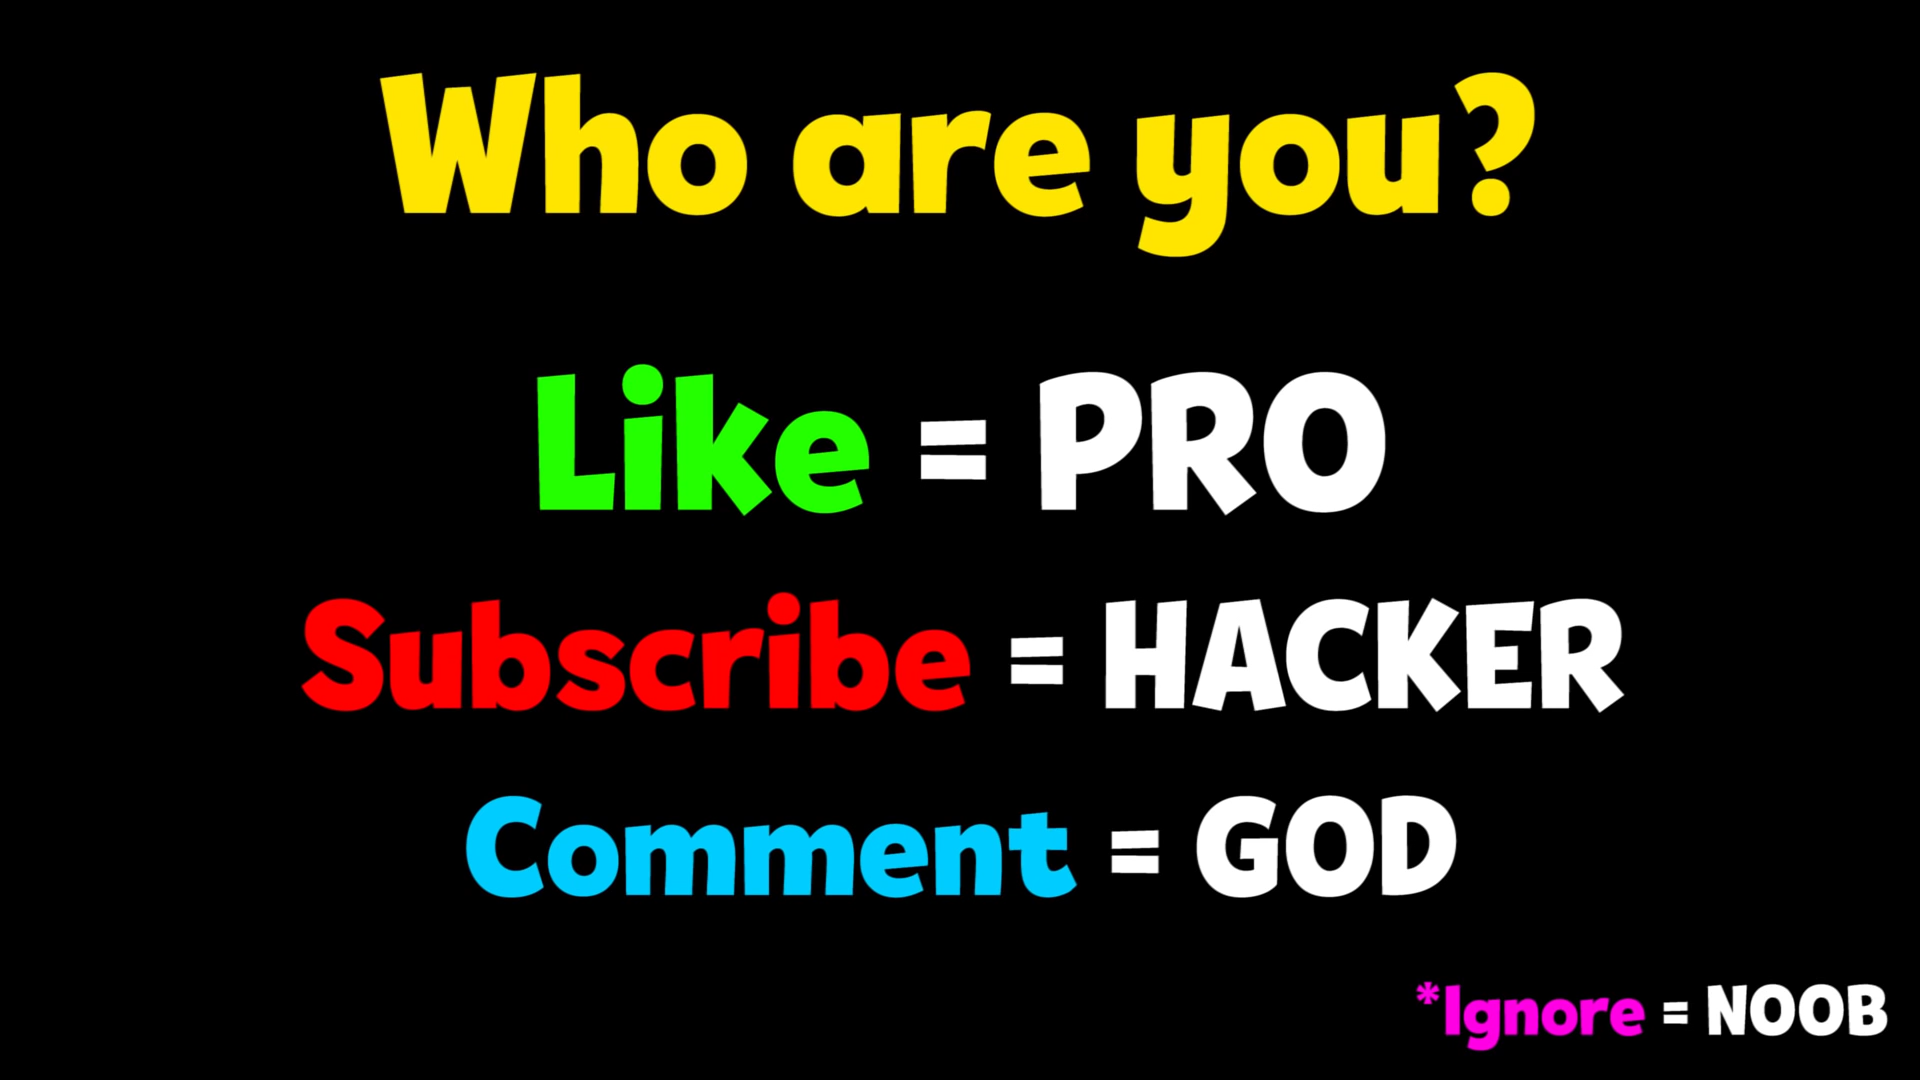 Who are you?
Like = PRO
Subscribe = HACKER
Comment = GOD
*Ignore = NOOB